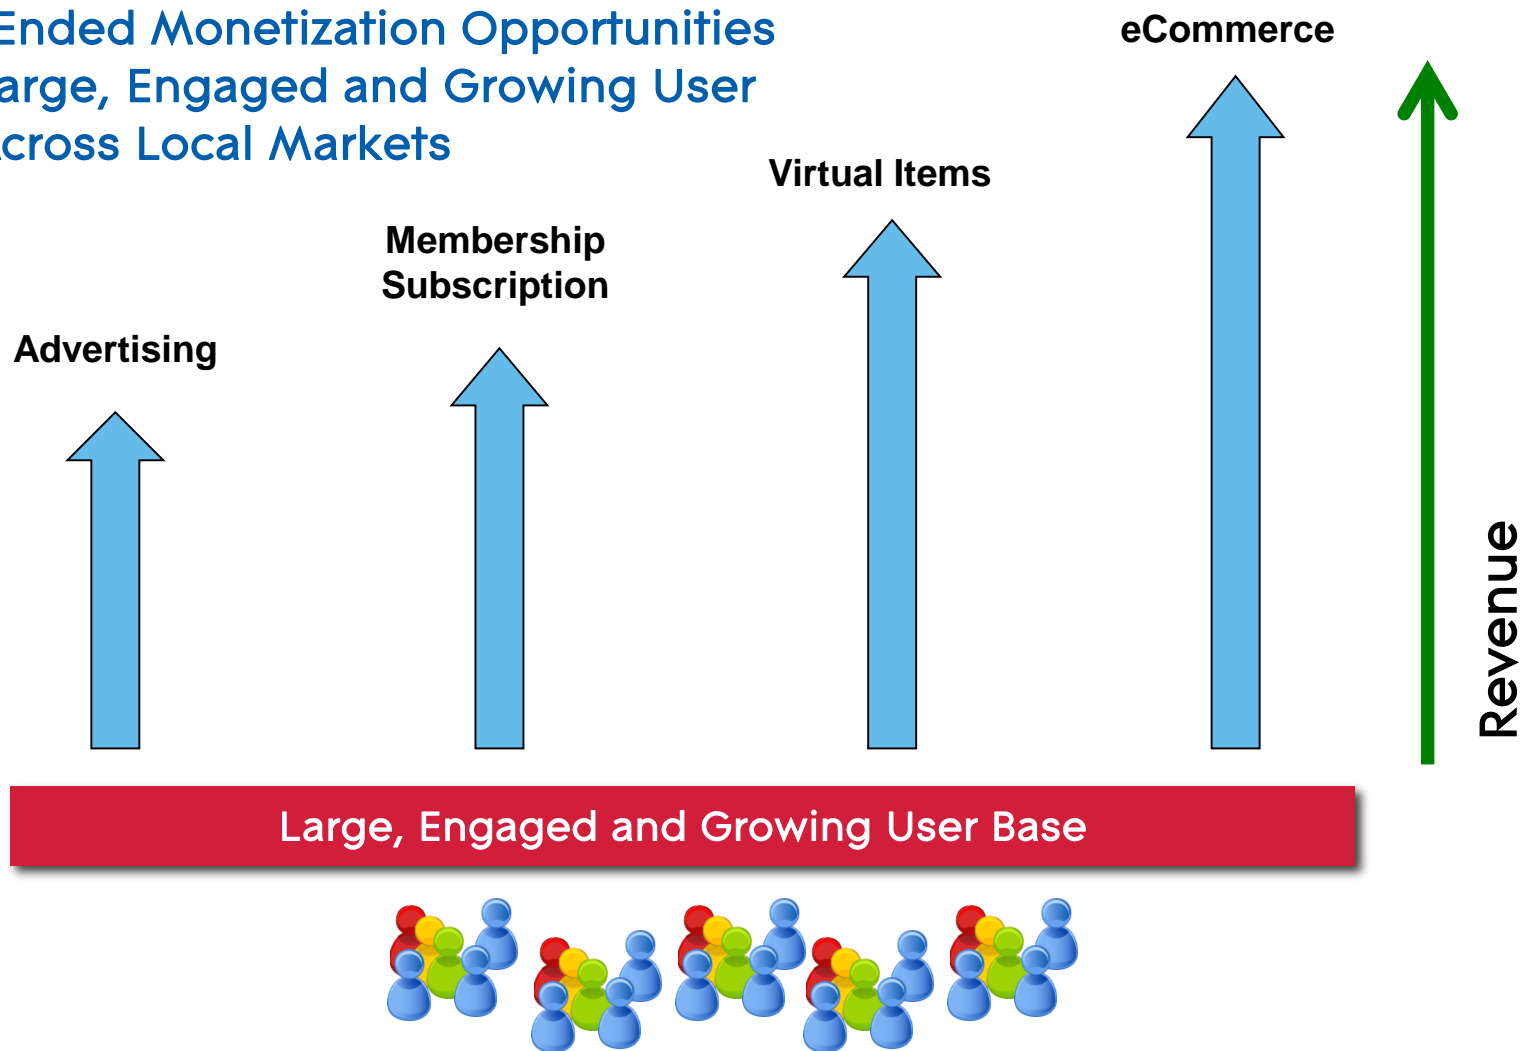 Ended Monetization Opportunities
arge, Engaged and Growing User
cross Local Markets
eCommerce
Virtual Items
Membership
Subscription
Advertising
Revenue
Large, Engaged and Growing User Base